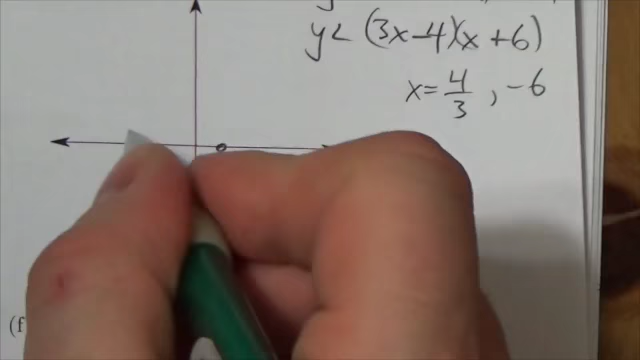 y < (3x-4)(x+6)
x = 4/3, -6
(f